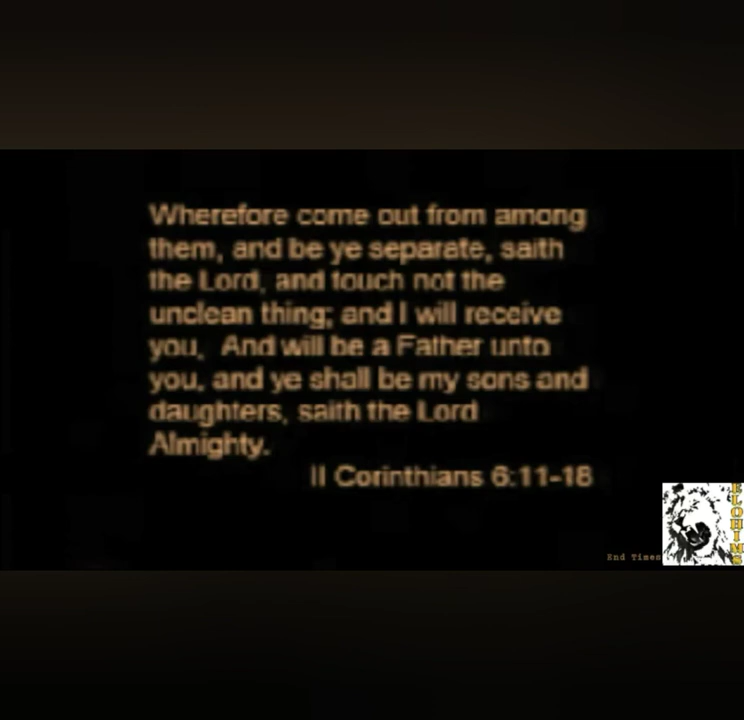 Wherefore come out from among
them, and be ye separate, saith
the Lord, and touch not the
unclean thing; and I will receive
you, And will be a Father unto
you, and ye shall be my sons and
daughters, saith the Lord
Almighty.
II Corinthians 6:11-18
End Times
ELOHIMS